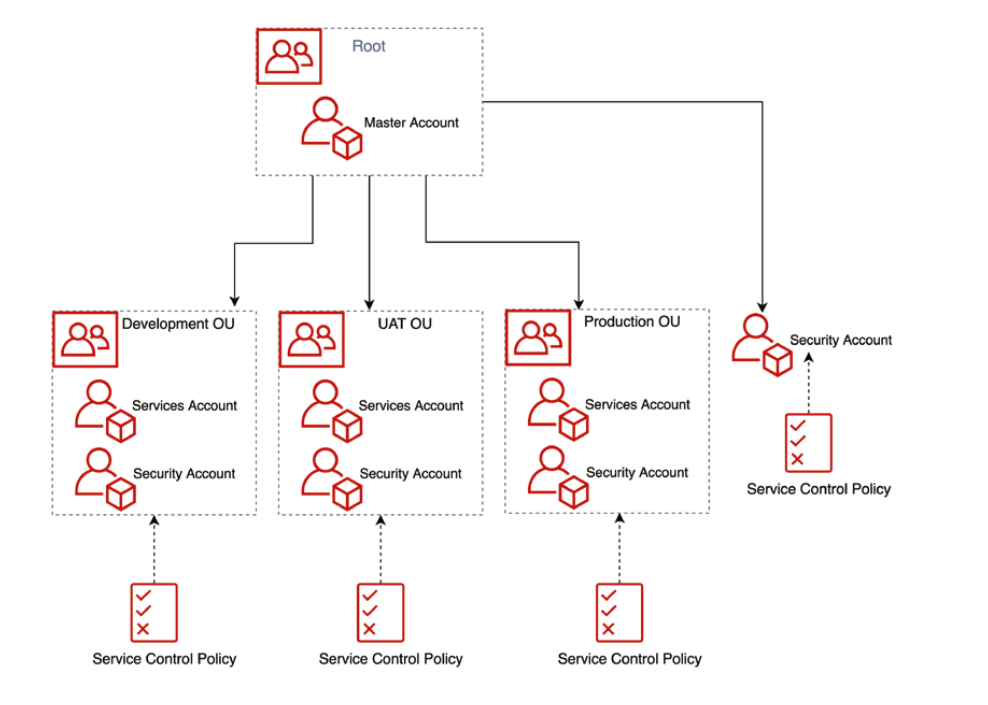 Root
Master Account
Development OU
UAT OU
Production OU
Security Account
Services Account
Services Account
Services Account
Security Account
Security Account
Security Account
Service Control Policy
Service Control Policy
Service Control Policy
Service Control Policy